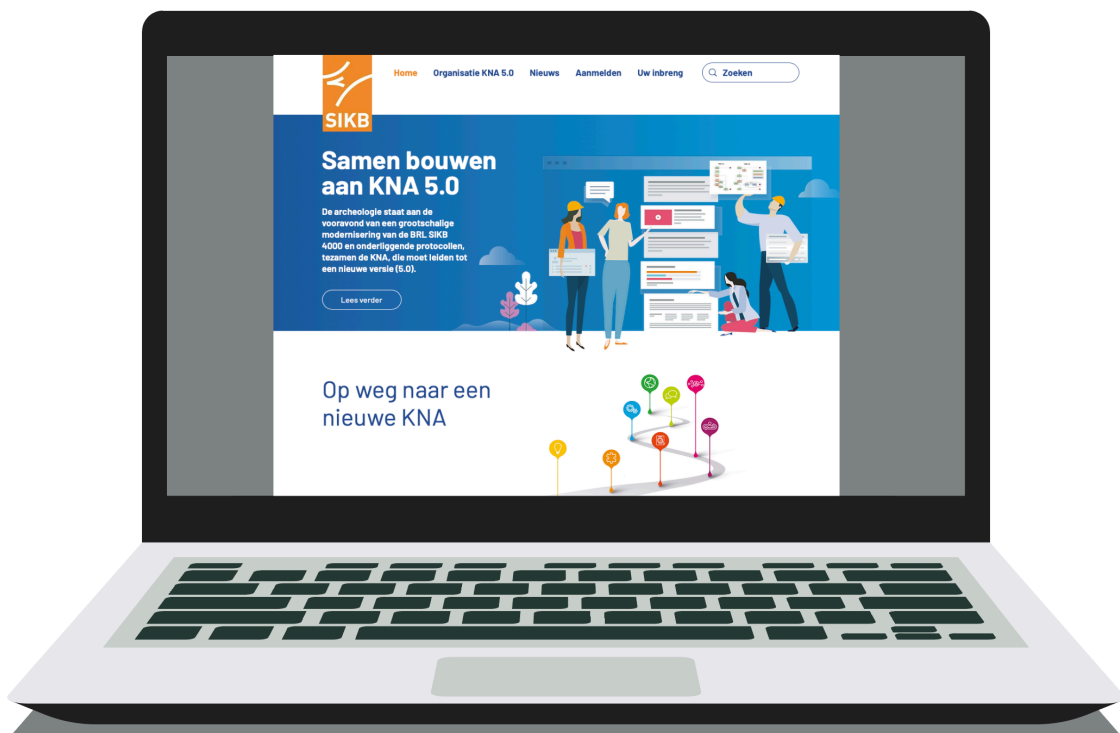 SIKB
Home Organisatie KNA 5.0 Nieuws Aanmelden Uw inbreng Zoeken
Samen bouwen
aan KNA 5.0
De archeologie staat aan de
vooravond van een grootschalige
modernisering van de BRL SIKB
4000 en onderliggende protocollen,
tezamen de KNA, die moet leiden tot
een nieuwe versie (5.0).
Lees verder
Op weg naar een
nieuwe KNA